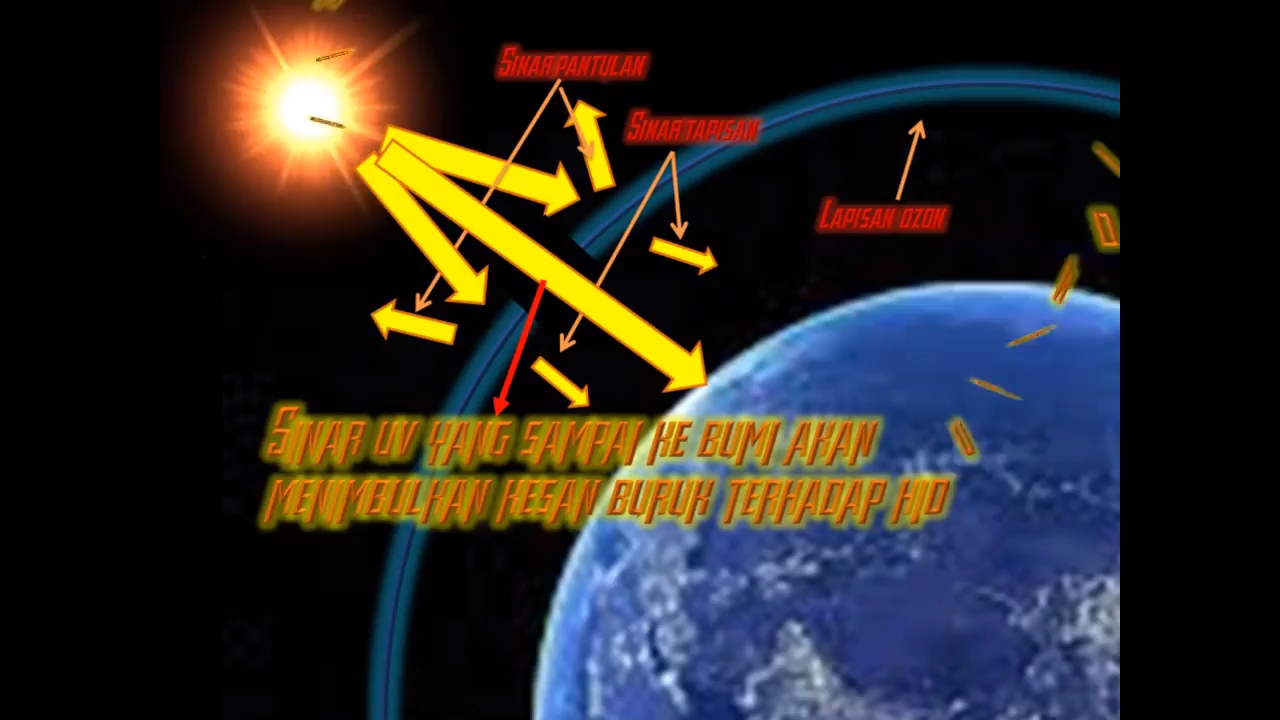 Sinar pantulan
Sinar tapisan
Lapisan ozon
Sinar uv yang sampai ke bumi akan
menimbulkan kesan buruk terhadap hid